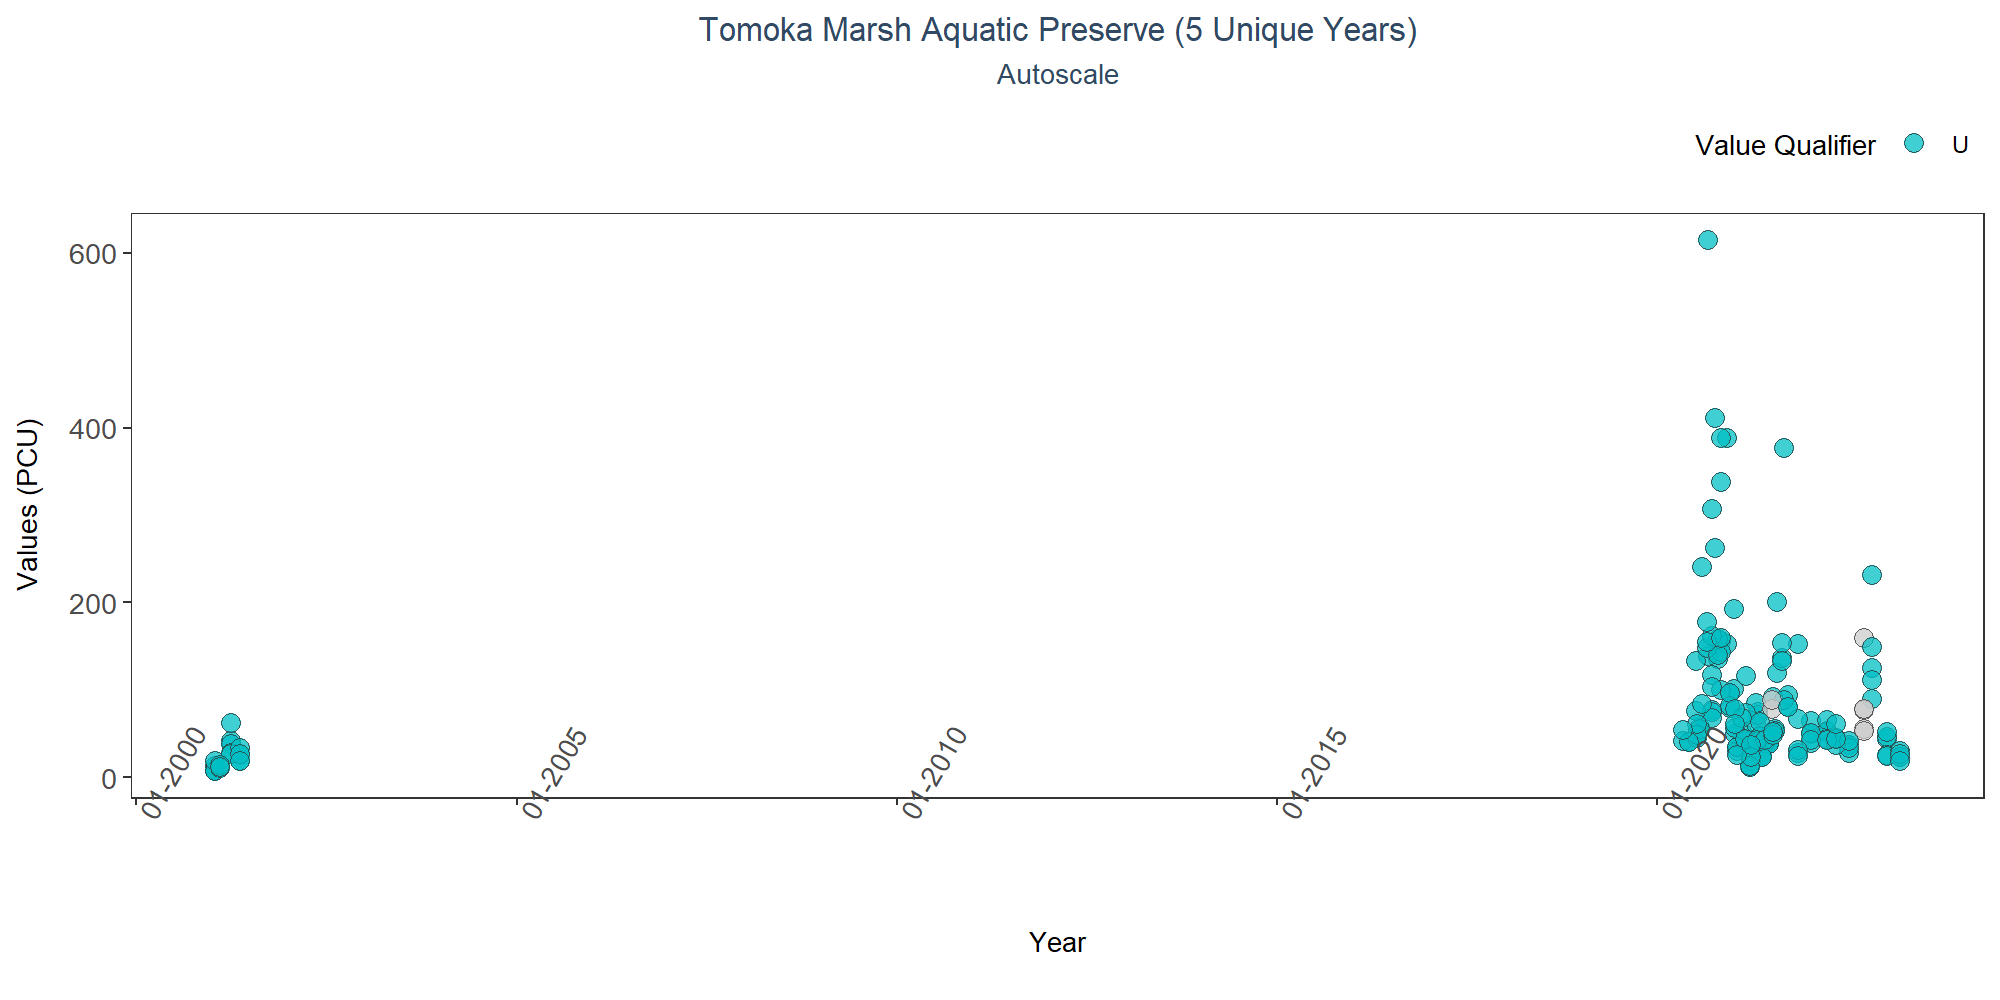 Tomoka Marsh Aquatic Preserve (5 Unique Years)
Autoscale
Value Qualifier U
Values (PCU)
600
400
200
0
01-2000
01-2005
01-2010
01-2015
01-2020
Year